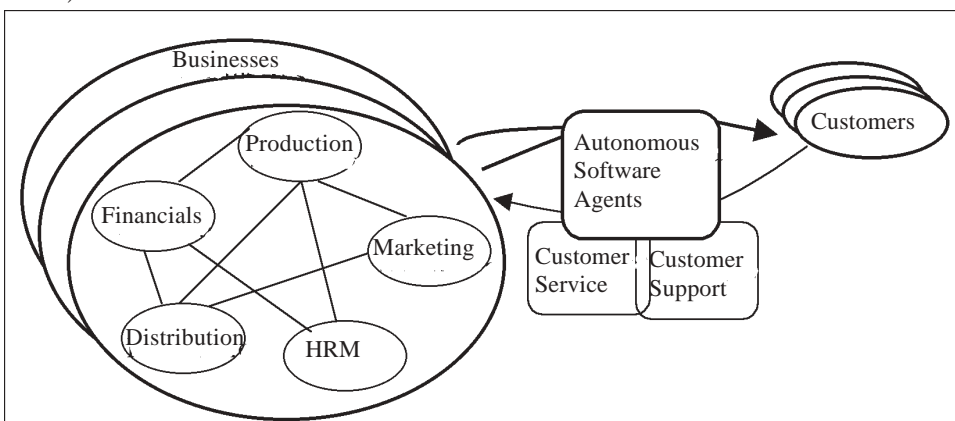 Businesses
Production
Financials
Marketing
Distribution
HRM
Autonomous
Software
Agents
Customer
Service
Customer
Support
Customers